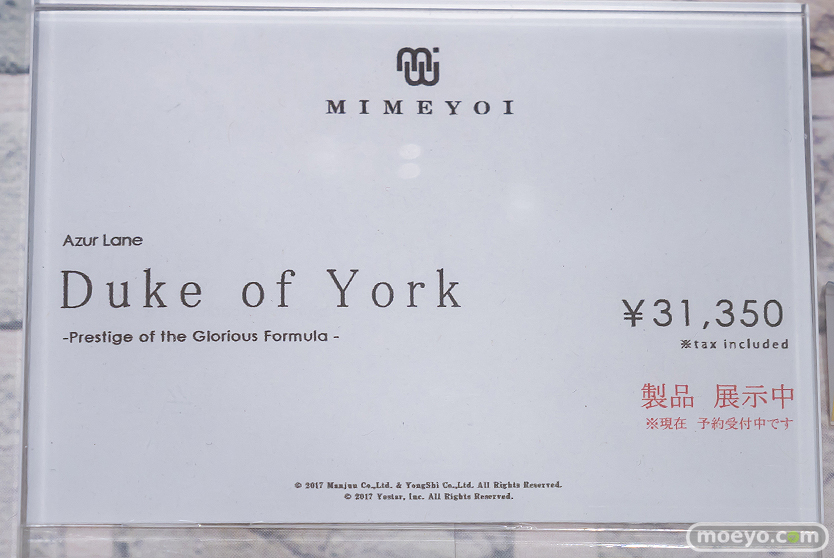 MIMEYOI
Azur Lane
Duke of York
-Prestige of the Glorious Formula -
¥31,350
※tax included
製品 展示中
※現在 予約受付中です
© 2017 Manjuu Co.,Ltd. & YongShi Co.,Ltd. All Rights Reserved.
© 2017 Yostar, Inc. All Rights Reserved.
moeyo.com